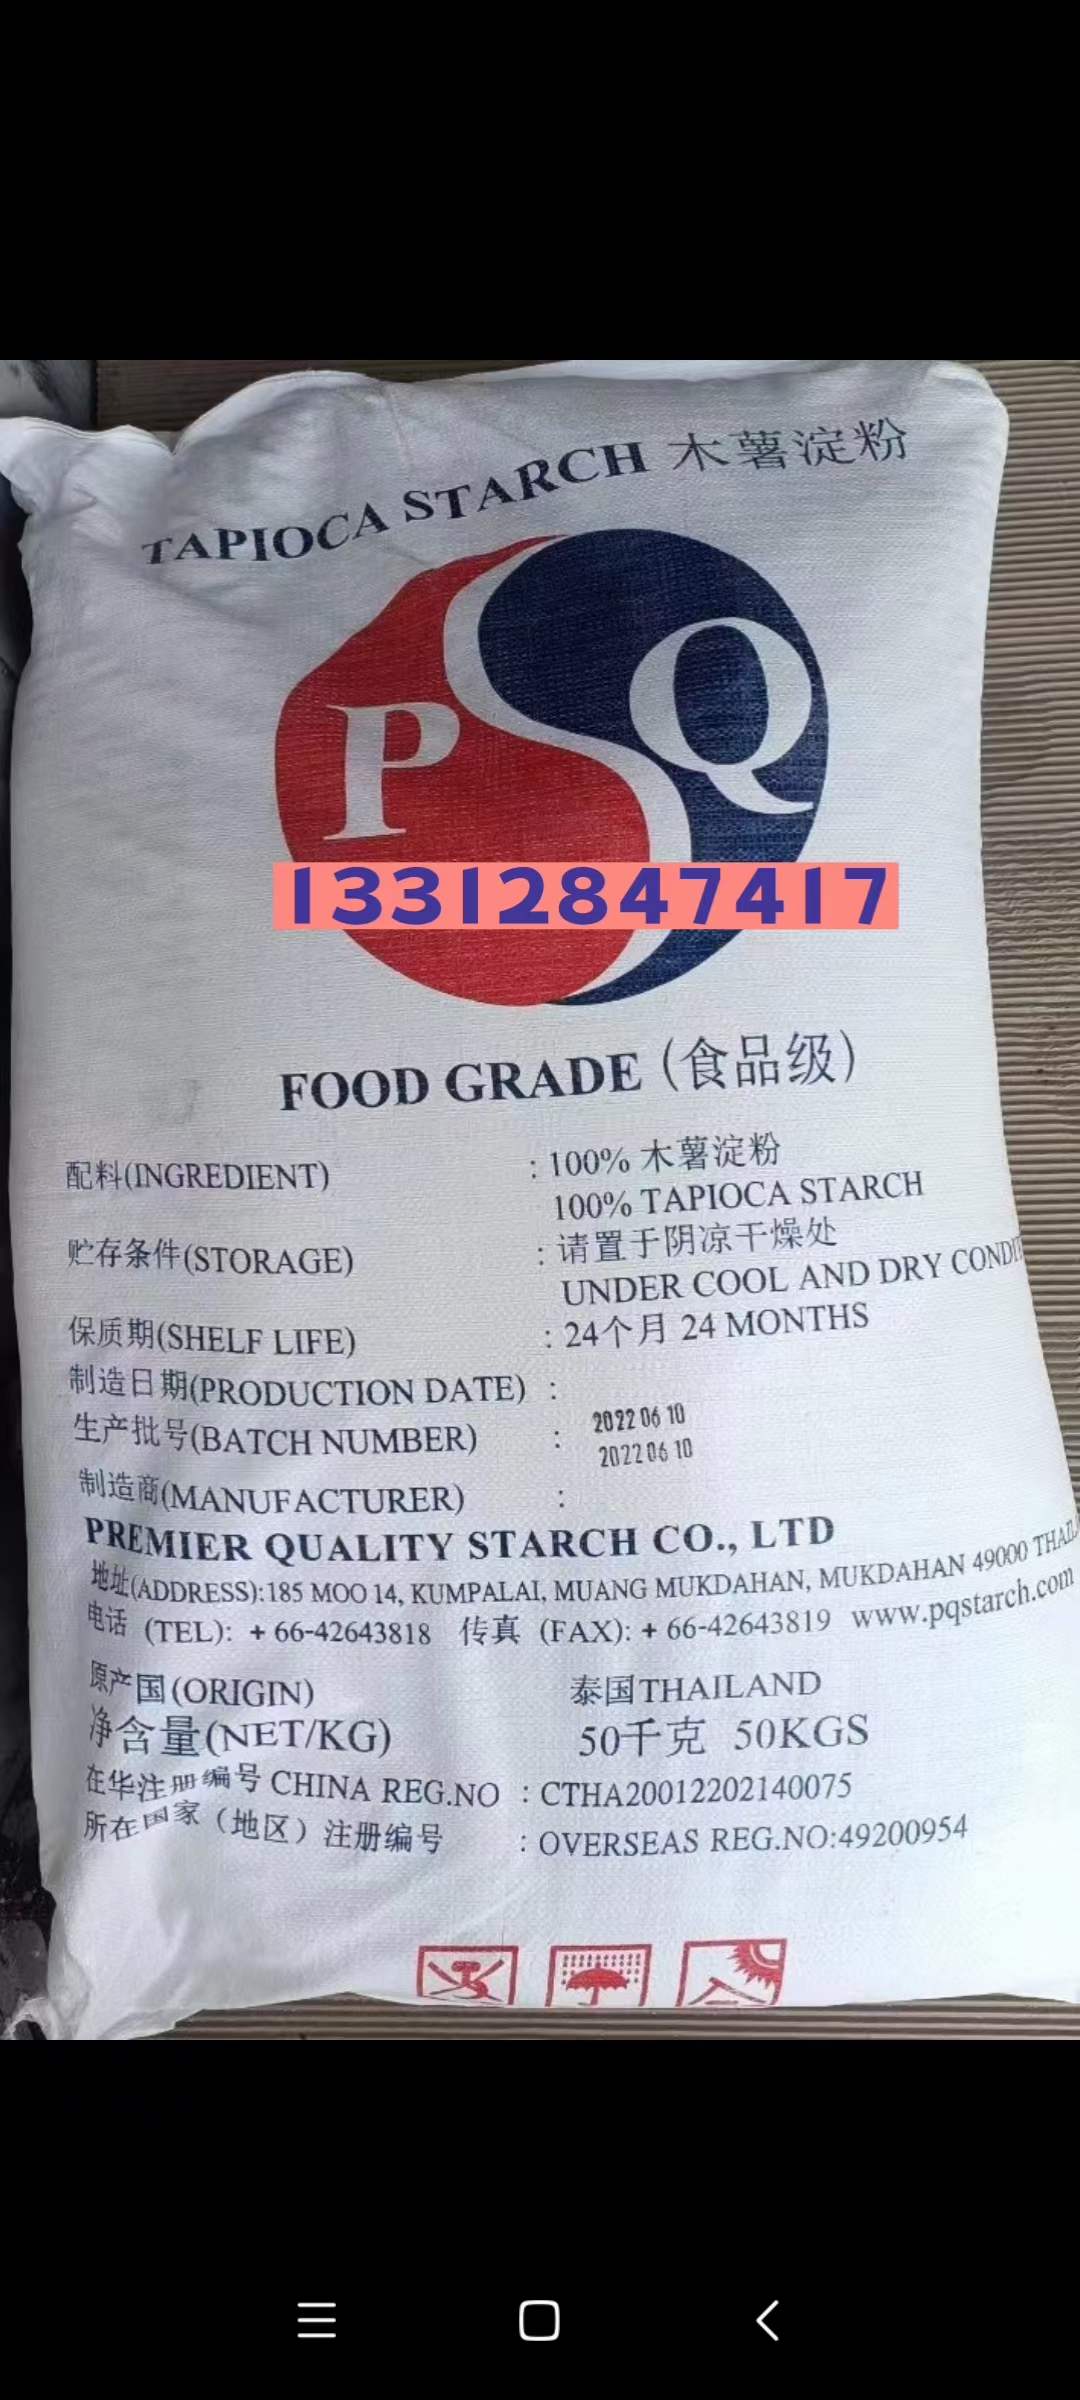 TAPIOCA STARCH 木薯淀粉
P Q
13312847417
FOOD GRADE (食品级)
配料(INGREDIENT) : 100% 木薯淀粉
100% TAPIOCA STARCH
贮存条件(STORAGE) : 请置于阴凉干燥处
UNDER COOL AND DRY
保质期(SHELF LIFE) : 24个月 24 MONTHS
制造日期(PRODUCTION DATE) : 2022 06 10
生产批号(BATCH NUMBER) : 2022 06 10
制造商(MANUFACTURER) :
PREMIER QUALITY STARCH CO., LTD
地址(ADDRESS):185 MOO 14, KUMPALAI, MUANG MUKDAHAN, MUKDAHAN 49000
电话 (TEL): + 66-42643818 传真 (FAX): + 66-42643819 www.pqstarch.com
原产国(ORIGIN) 泰国THAILAND
净含量(NET/KG) 50千克 50KGS
在华注册编号 CHINA REG.NO : CTHA20012202140075
所在国家（地区）注册编号 : OVERSEAS REG.NO:49200954